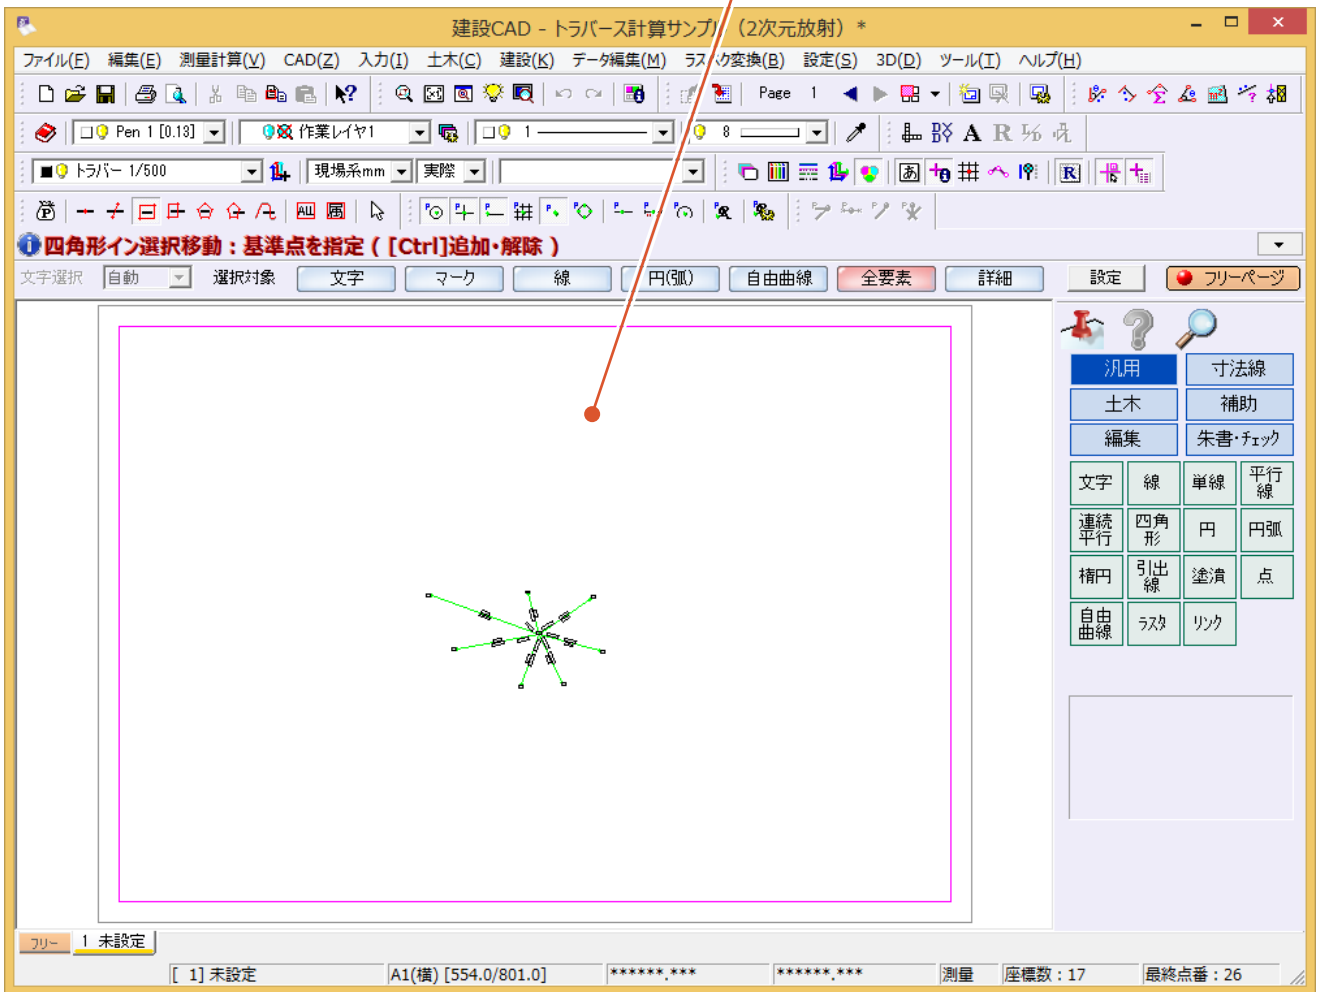 建設CAD - トラバース計算サンプル（2次元放射）*
ファイル(F) 編集(E) 測量計算(V) CAD(Z) 入力(I) 土木(C) 建設(K) データ編集(M) ラスベク変換(B) 設定(S) 3D(D) ツール(T) ヘルプ(H)
Page 1
Pen 1 [0.13] 作業レイヤ1 1 8
トラバー 1/500 現場系mm 実際
四角形イン選択移動：基準点を指定 ( [Ctrl]追加・解除 )
文字選択 自動 選択対象 文字 マーク 線 円(弧) 自由曲線 全要素 詳細 設定 フリーページ
汎用 寸法線
土木 補助
編集 朱書・チェック
文字 線 単線 平行線
連続平行 四角形 円 円弧
楕円 引出線 塗潰 点
自由曲線 ラスタ リンク
フリー 1 未設定
[ 1] 未設定 A1(横) [554.0/801.0] ******.*** ******.*** 測量 座標数：17 最終点番：26